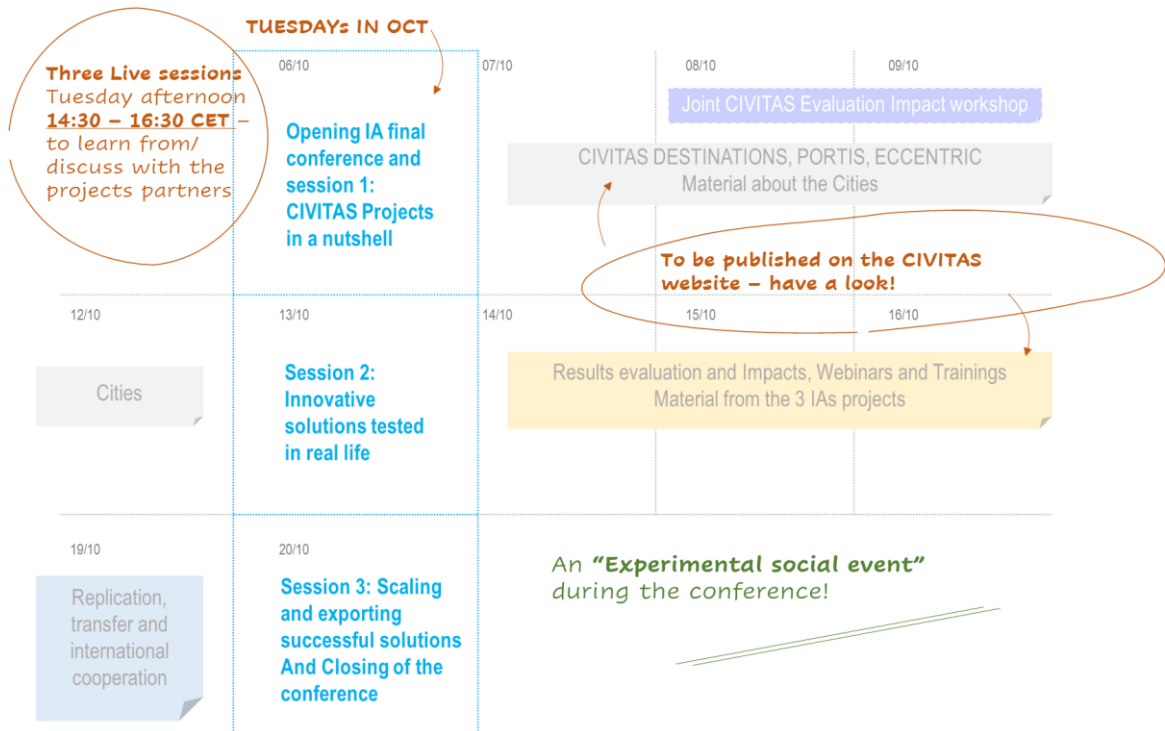 TUESDAYs IN OCT
Three Live sessions
Tuesday afternoon
14:30 – 16:30 CET –
to learn from/
discuss with the
projects partners
06/10
Opening IA final
conference and
session 1:
CIVITAS Projects
in a nutshell
07/10
08/10
09/10
Joint CIVITAS Evaluation Impact workshop
CIVITAS DESTINATIONS, PORTIS, ECCENTRIC
Material about the Cities
To be published on the CIVITAS
website – have a look!
12/10
Cities
13/10
Session 2:
Innovative
solutions tested
in real life
14/10
15/10
16/10
Results evaluation and Impacts, Webinars and Trainings
Material from the 3 IAs projects
19/10
Replication,
transfer and
international
cooperation
20/10
Session 3: Scaling
and exporting
successful solutions
And Closing of the
conference
An “Experimental social event”
during the conference!